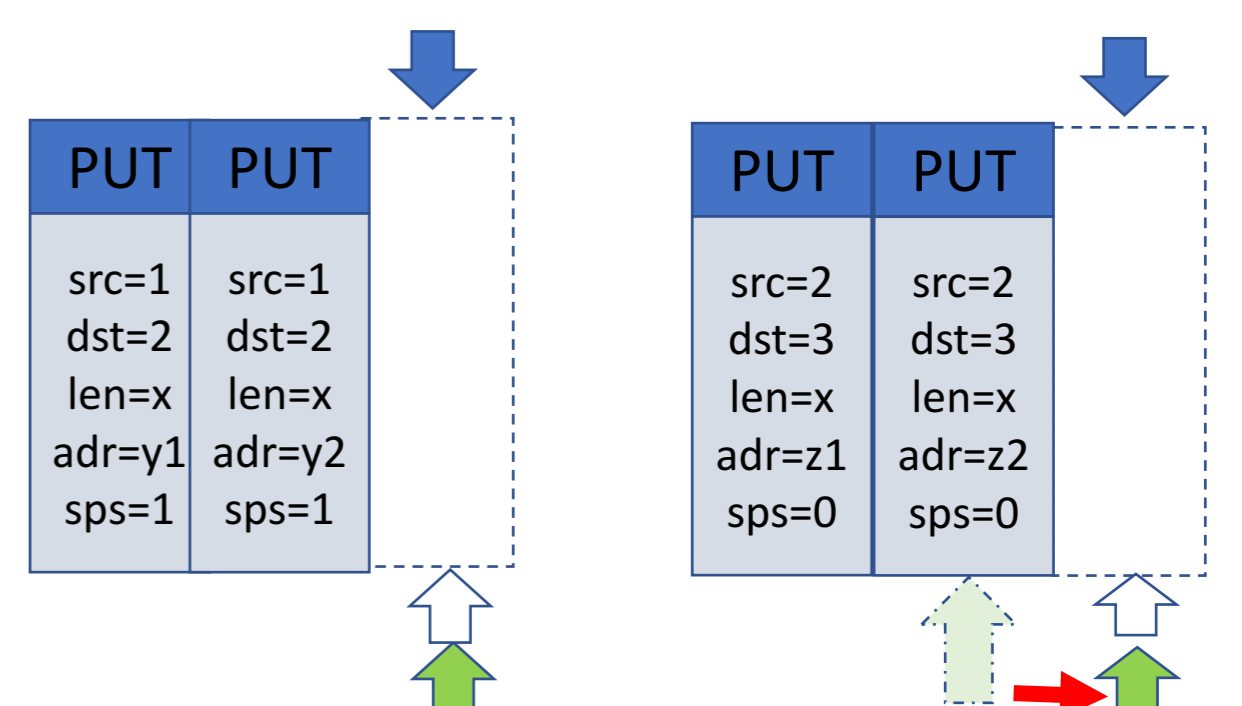 PUT PUT
src=1 src=1
dst=2 dst=2
len=x len=x
adr=y1 adr=y2
sps=1 sps=1
PUT PUT
src=2 src=2
dst=3 dst=3
len=x len=x
adr=z1 adr=z2
sps=0 sps=0